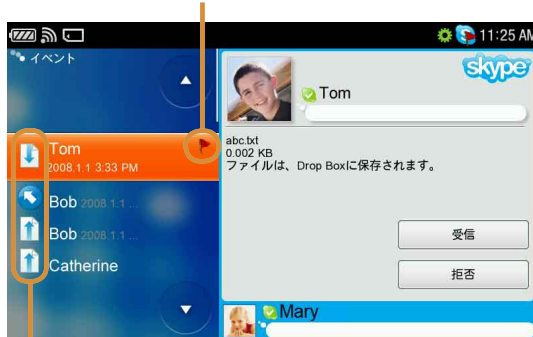 11:25 AM
イベント
Tom
2008.1.1 3:33 PM
Bob 2008.1.1 ...
Bob 2008.1.1 ...
Catherine
skype
Tom
abc.txt
0.002 KB
ファイルは、Drop Boxに保存されます。
受信
拒否
Mary